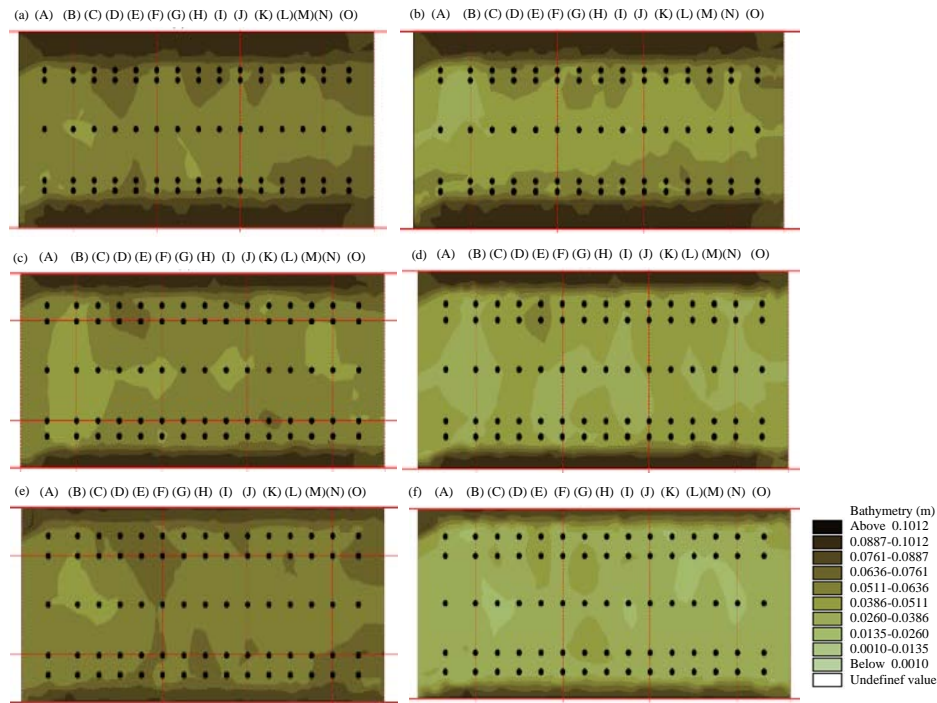 (a) (A) (B) (C) (D) (E) (F) (G) (H) (I) (J) (K) (L)(M)(N) (O)
(b) (A) (B) (C) (D) (E) (F) (G) (H) (I) (J) (K) (L) (M) (N) (O)
(c) (A) (B) (C) (D) (E) (F) (G) (H) (I) (J) (K) (L) (M)(N) (O)
(d) (A) (B) (C) (D) (E) (F) (G) (H) (I) (J) (K) (L) (M)(N) (O)
(e) (A) (B) (C) (D) (E) (F) (G) (H) (I) (J) (K) (L) (M)(N) (O)
(f) (A) (B) (C) (D) (E) (F) (G) (H) (I) (J) (K) (L)(M) (N) (O)
Bathymetry (m)
Above 0.1012
0.0887-0.1012
0.0761-0.0887
0.0636-0.0761
0.0511-0.0636
0.0386-0.0511
0.0260-0.0386
0.0135-0.0260
0.0010-0.0135
Below 0.0010
Undefinef value